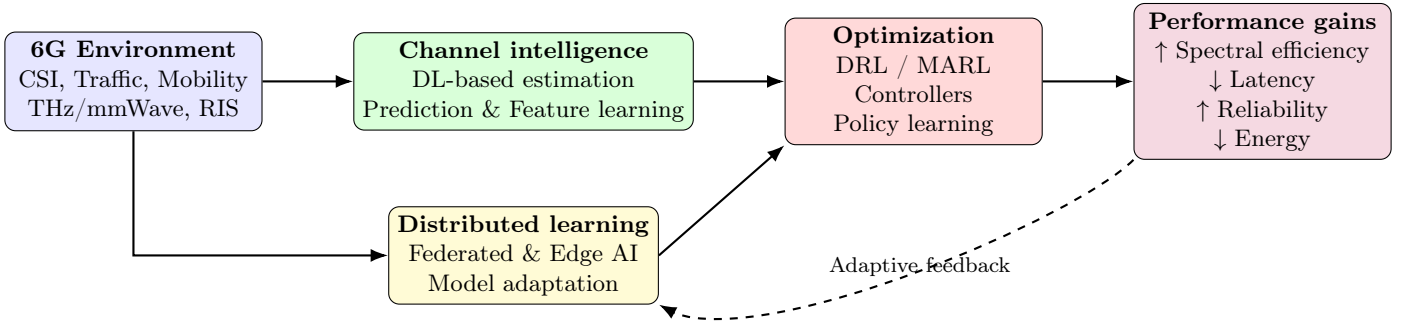 6G Environment
CSI, Traffic, Mobility
THz/mmWave, RIS
Channel intelligence
DL-based estimation
Prediction & Feature learning
Optimization
DRL / MARL
Controllers
Policy learning
Performance gains
↑ Spectral efficiency
↓ Latency
↑ Reliability
↓ Energy
Distributed learning
Federated & Edge AI
Model adaptation
Adaptive feedback